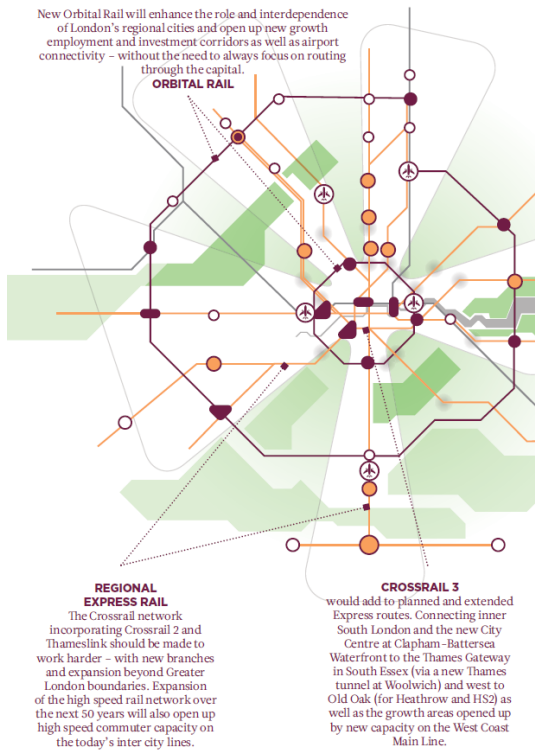 New Orbital Rail will enhance the role and interdependence
of London's regional cities and open up new growth
employment and investment corridors as well as airport
connectivity – without the need to always focus on routing
through the capital.
ORBITAL RAIL
REGIONAL
EXPRESS RAIL
The Crossrail network
incorporating Crossrail 2 and
Thameslink should be made to
work harder – with new branches
and expansion beyond Greater
London boundaries. Expansion
of the high speed rail network over
the next 50 years will also open up
high speed commuter capacity on
the today's inter city lines.
CROSSRAIL 3
would add to planned and extended
Express routes. Connecting inner
South London and the new City
Centre at Clapham–Battersea
Waterfront to the Thames Gateway
in South Essex (via a new Thames
tunnel at Woolwich) and west to
Old Oak (for Heathrow and HS2) as
well as the growth areas opened up
by new capacity on the West Coast
Main Line.